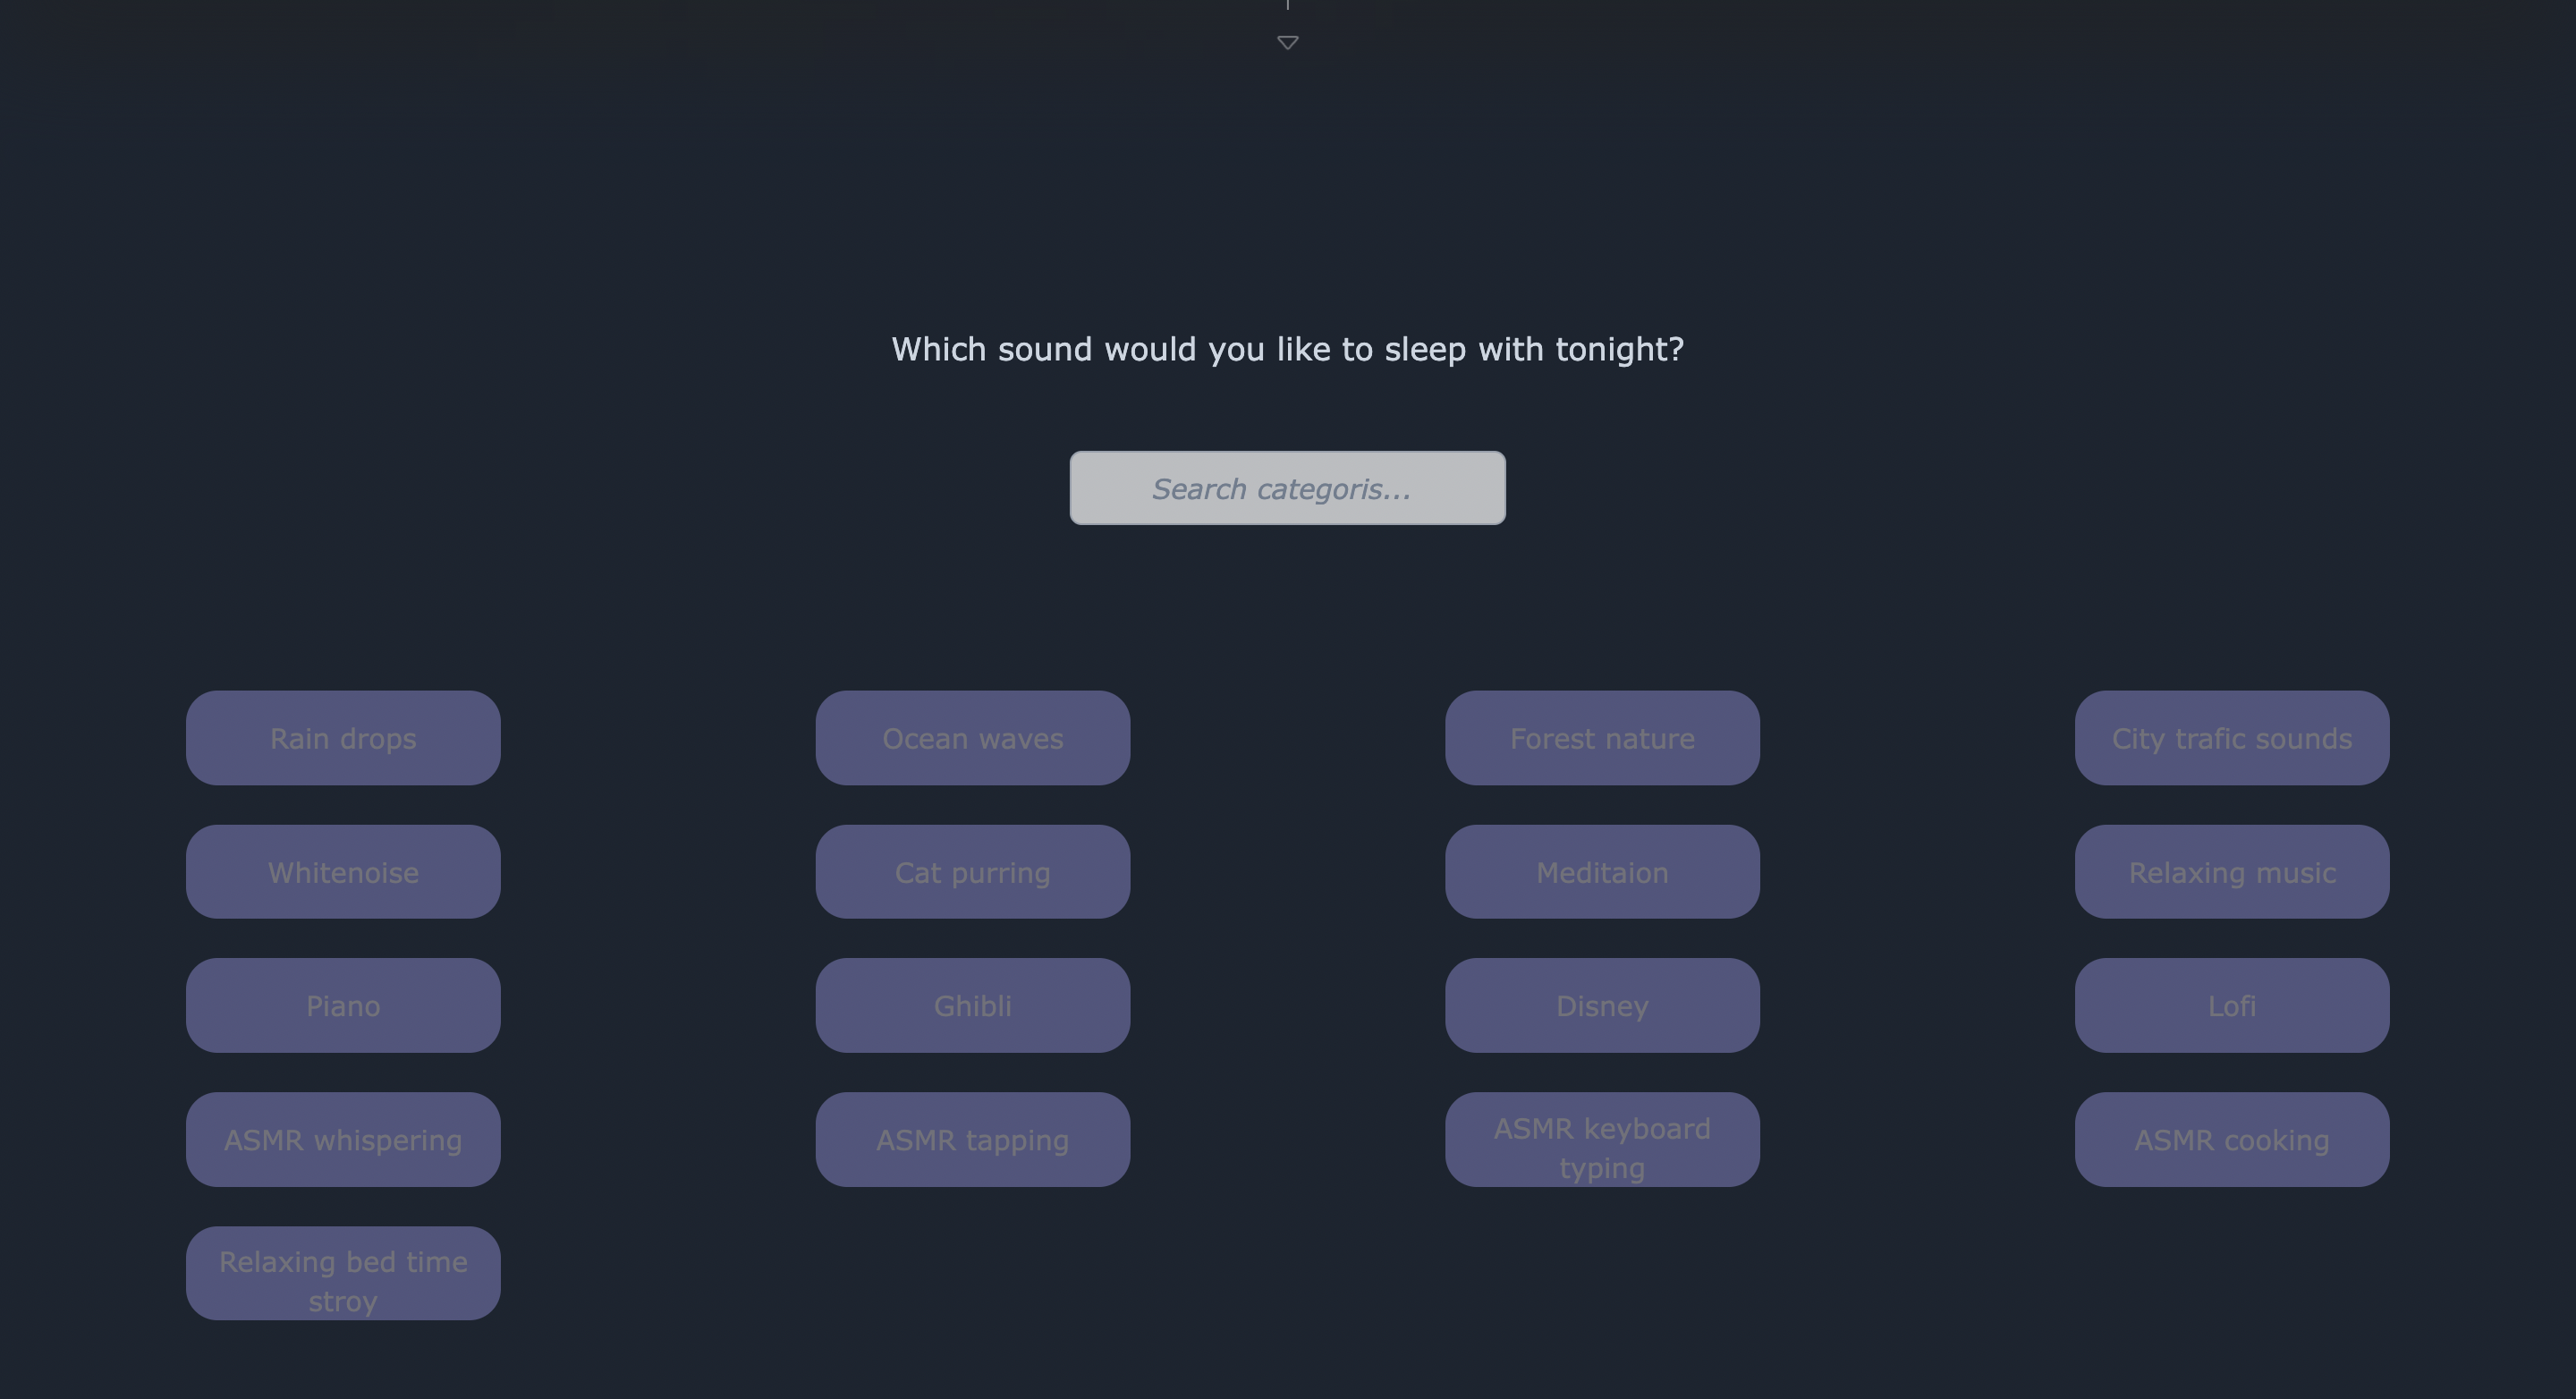 Which sound would you like to sleep with tonight?
Search categoris...
Rain drops
Ocean waves
Forest nature
City trafic sounds
Whitenoise
Cat purring
Meditaion
Relaxing music
Piano
Ghibli
Disney
Lofi
ASMR whispering
ASMR tapping
ASMR keyboard
typing
ASMR cooking
Relaxing bed time
stroy